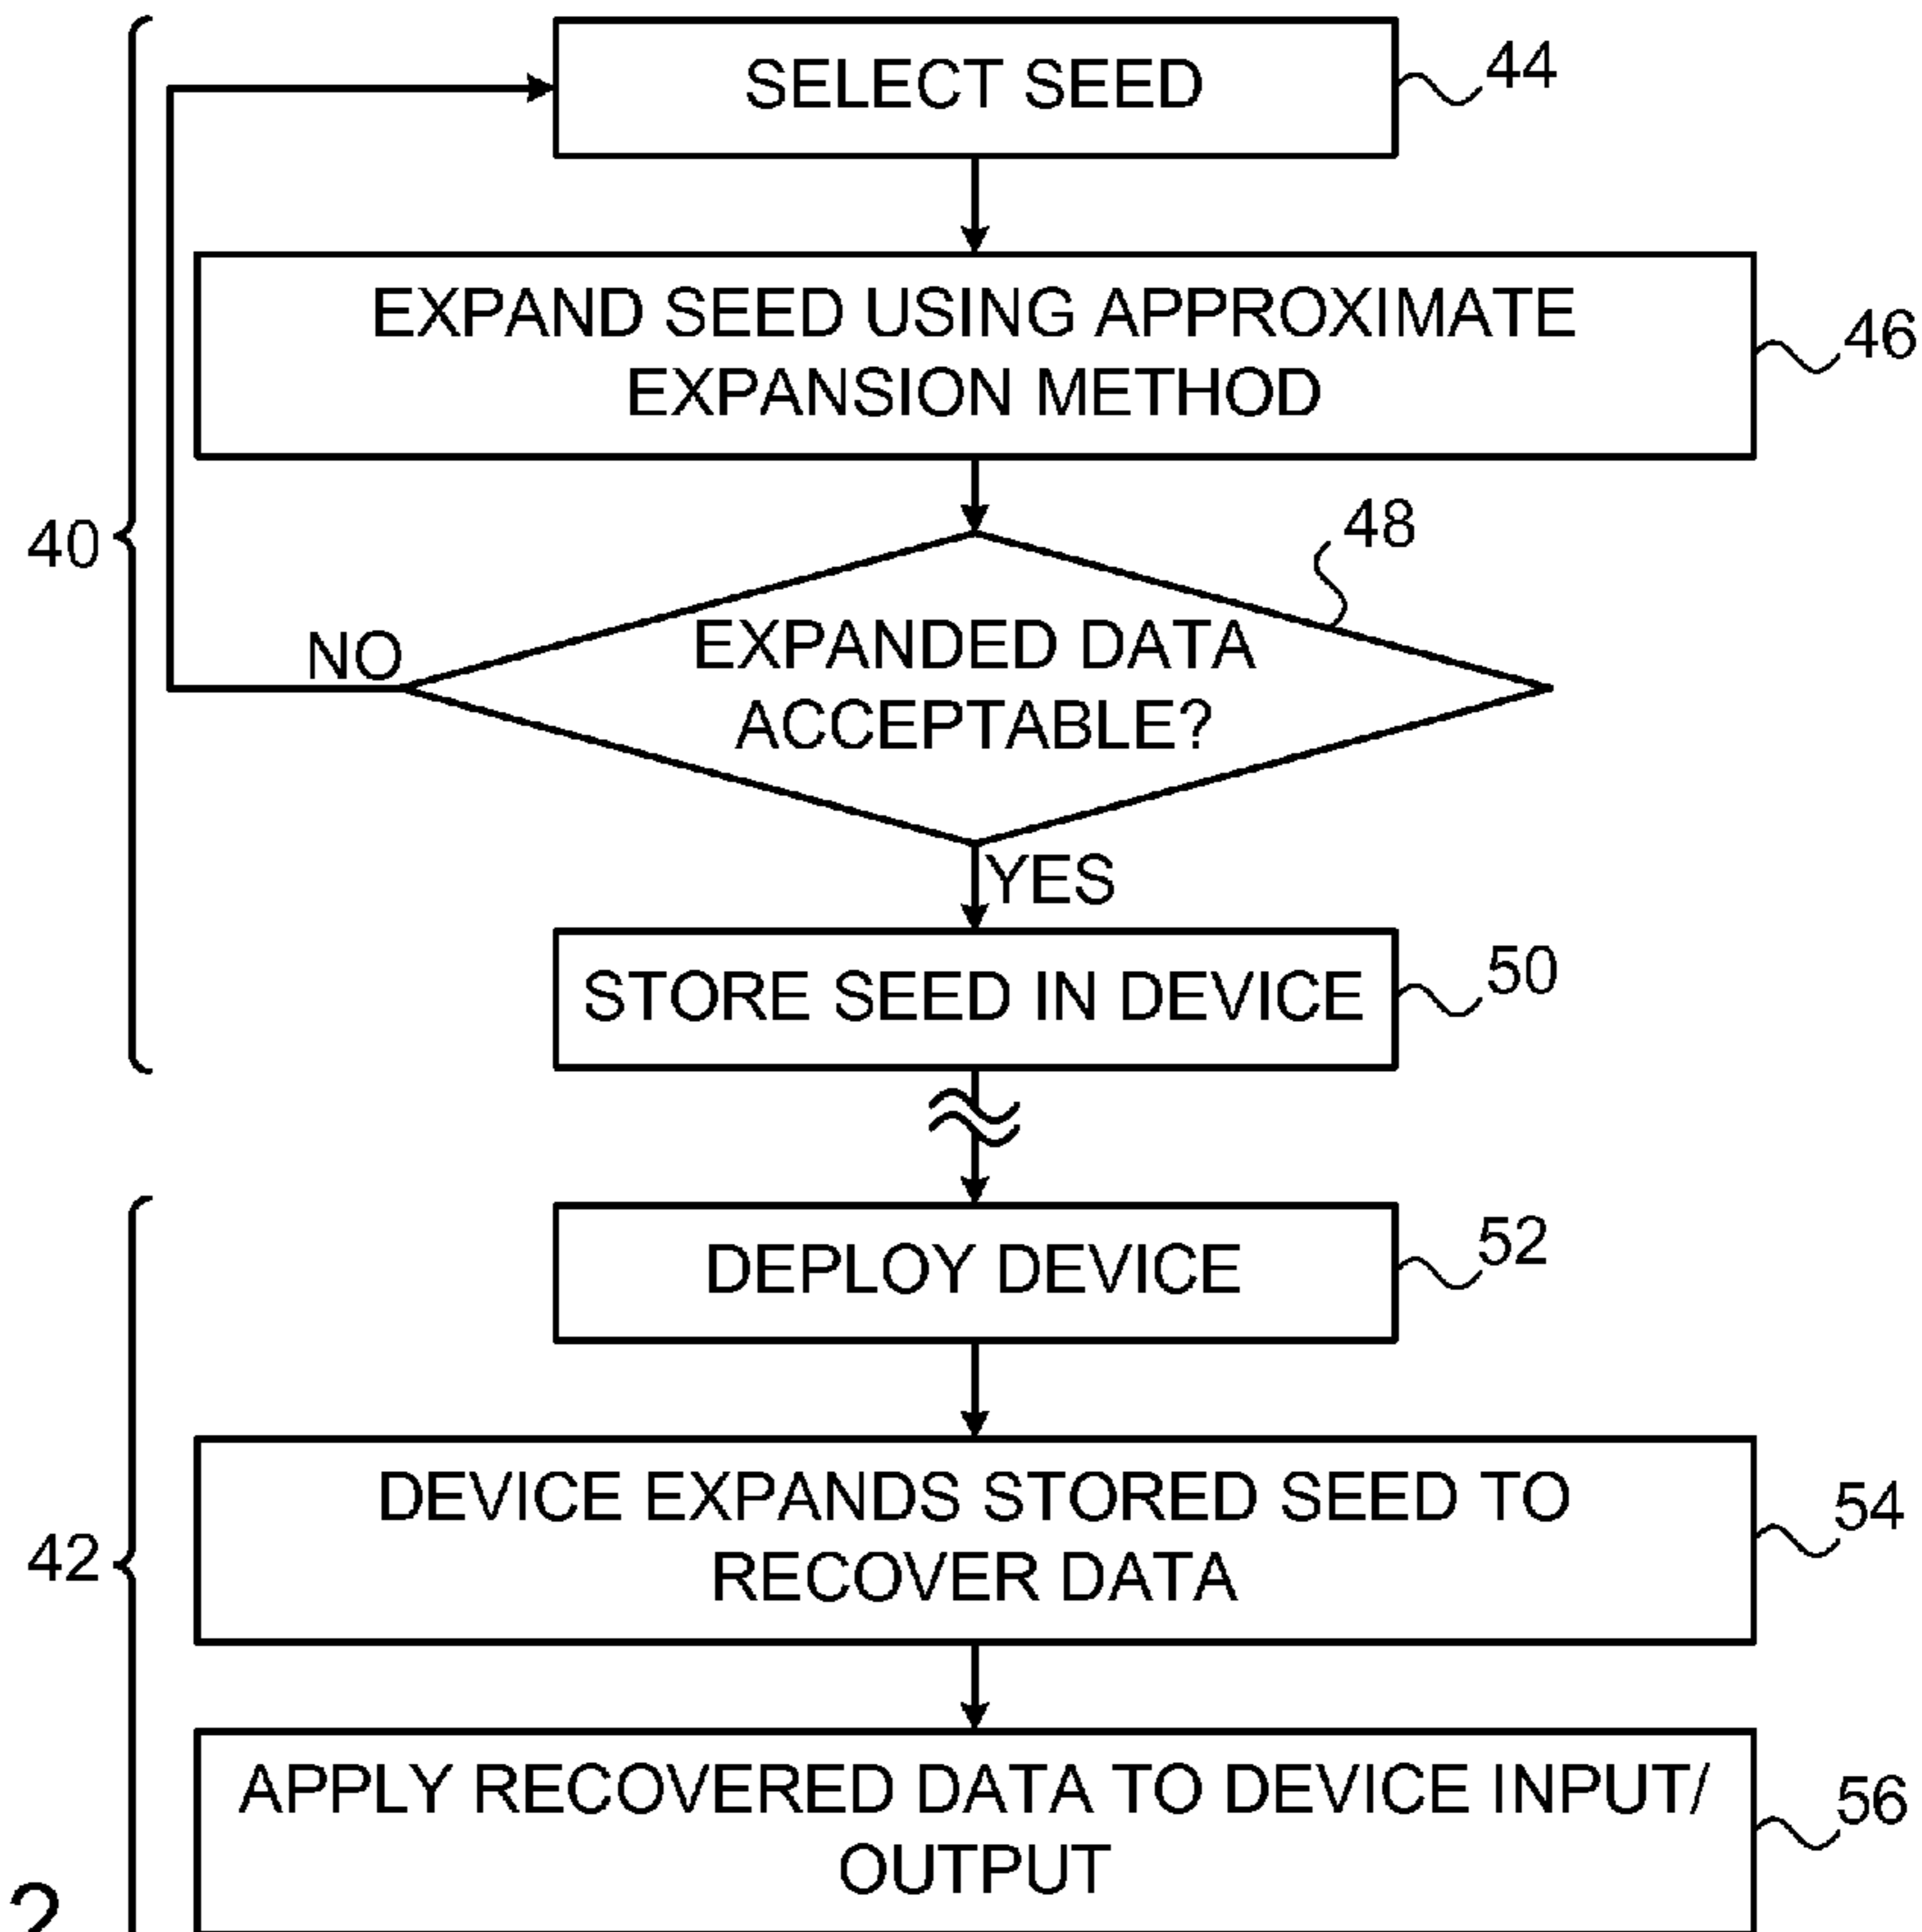 SELECT SEED
44
EXPAND SEED USING APPROXIMATE
EXPANSION METHOD
46
40
48
NO
EXPANDED DATA
ACCEPTABLE?
YES
STORE SEED IN DEVICE
50
DEPLOY DEVICE
52
42
DEVICE EXPANDS STORED SEED TO
RECOVER DATA
54
APPLY RECOVERED DATA TO DEVICE INPUT/
OUTPUT
56
2